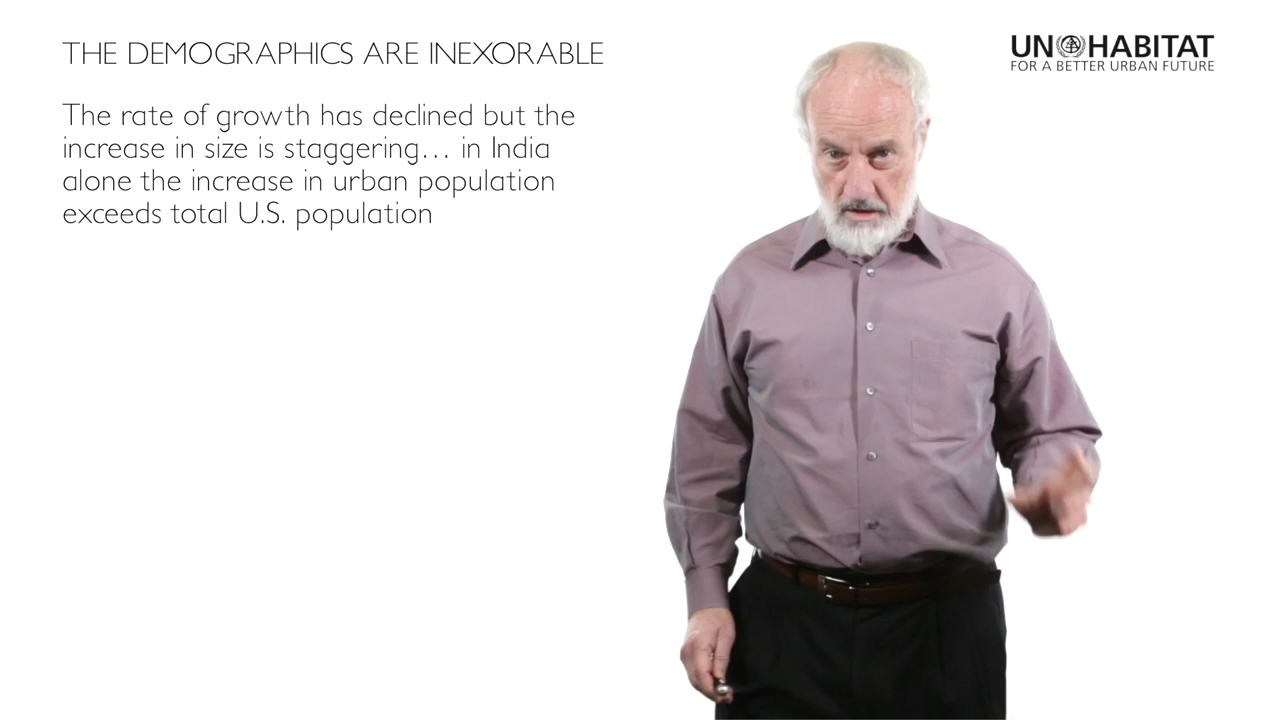 THE DEMOGRAPHICS ARE INEXORABLE
The rate of growth has declined but the
increase in size is staggering... in India
alone the increase in urban population
exceeds total U.S. population
UN HABITAT
FOR A BETTER URBAN FUTURE